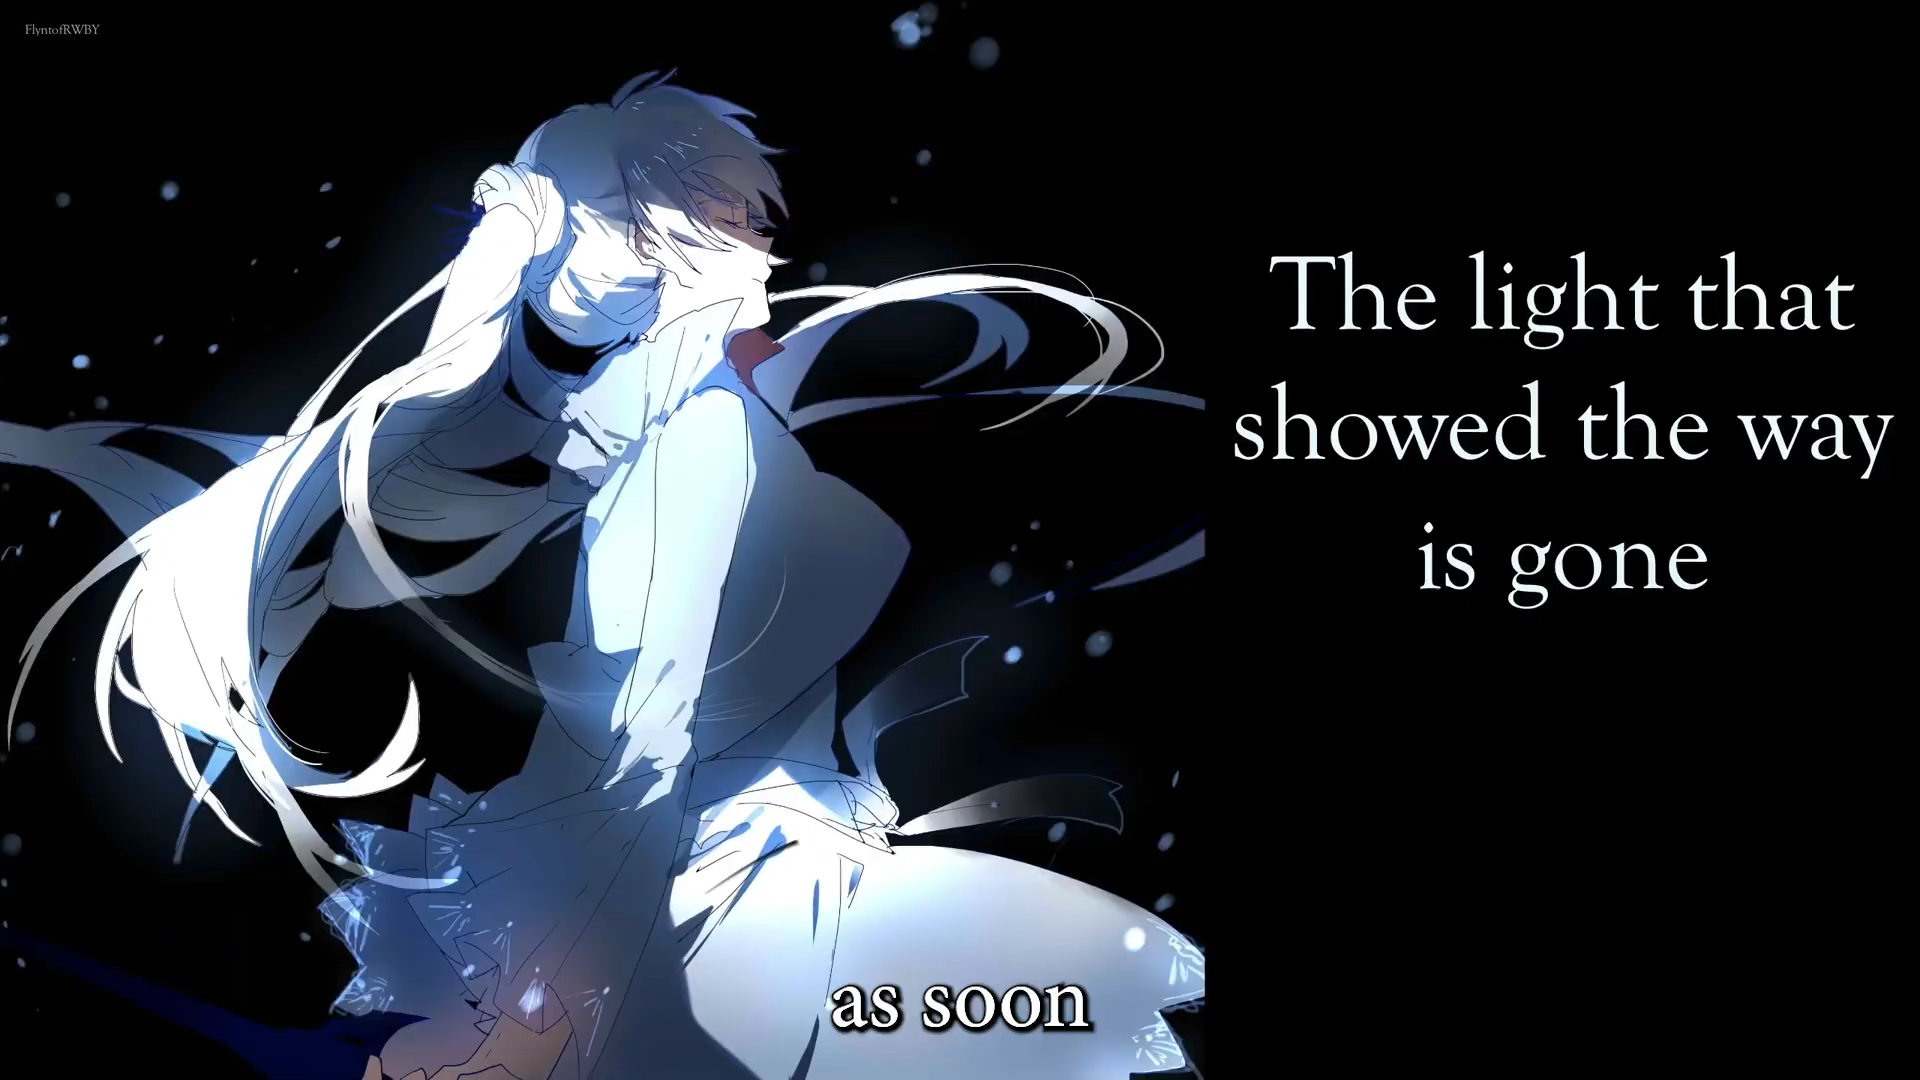 FlyntofRWBY
The light that
showed the way
is gone
as soon